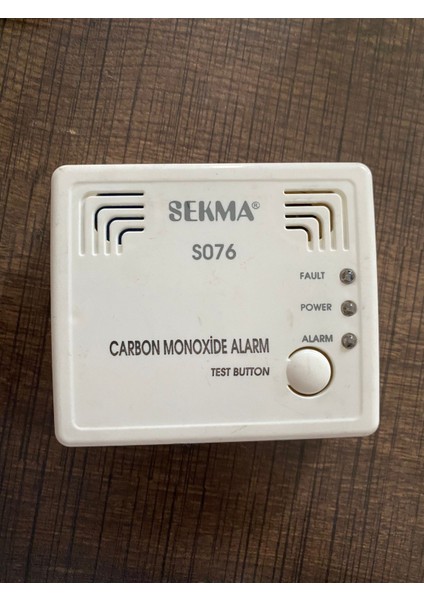 SEKMA®
S076
FAULT
POWER
ALARM
CARBON MONOXİDE ALARM
TEST BUTTON